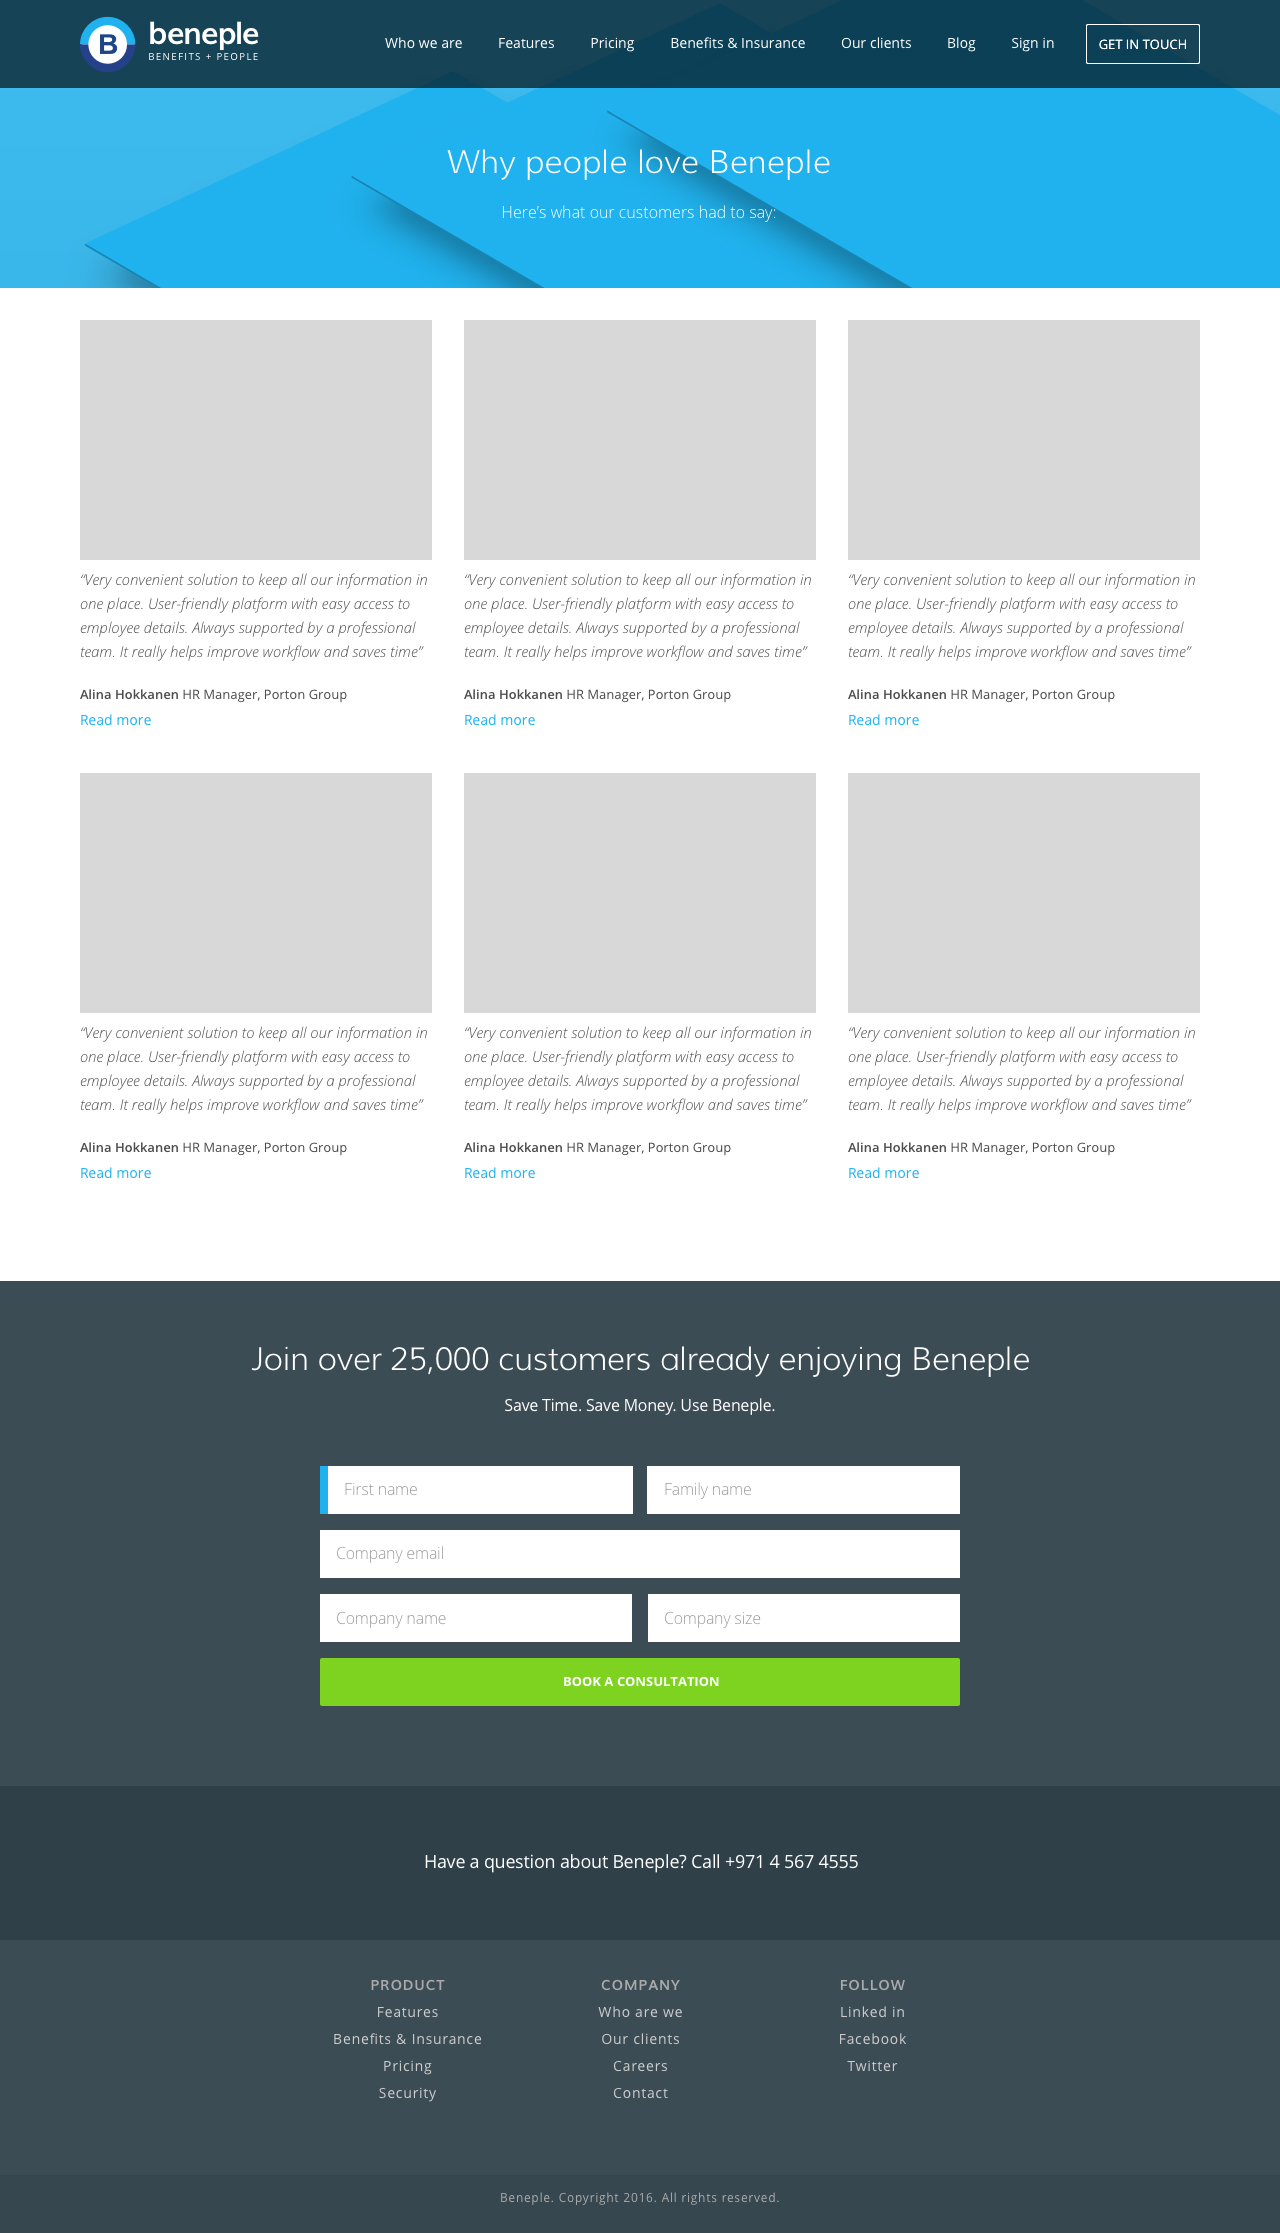 B
beneple
BENEFITS + PEOPLE
Who we are Features Pricing Benefits & Insurance Our clients Blog Sign in GET IN TOUCH
Why people love Beneple
Here’s what our customers had to say:
“Very convenient solution to keep all our information in
one place. User-friendly platform with easy access to
employee details. Always supported by a professional
team. It really helps improve workflow and saves time”
Alina Hokkanen HR Manager, Porton Group
Read more
“Very convenient solution to keep all our information in
one place. User-friendly platform with easy access to
employee details. Always supported by a professional
team. It really helps improve workflow and saves time”
Alina Hokkanen HR Manager, Porton Group
Read more
“Very convenient solution to keep all our information in
one place. User-friendly platform with easy access to
employee details. Always supported by a professional
team. It really helps improve workflow and saves time”
Alina Hokkanen HR Manager, Porton Group
Read more
“Very convenient solution to keep all our information in
one place. User-friendly platform with easy access to
employee details. Always supported by a professional
team. It really helps improve workflow and saves time”
Alina Hokkanen HR Manager, Porton Group
Read more
“Very convenient solution to keep all our information in
one place. User-friendly platform with easy access to
employee details. Always supported by a professional
team. It really helps improve workflow and saves time”
Alina Hokkanen HR Manager, Porton Group
Read more
“Very convenient solution to keep all our information in
one place. User-friendly platform with easy access to
employee details. Always supported by a professional
team. It really helps improve workflow and saves time”
Alina Hokkanen HR Manager, Porton Group
Read more
Join over 25,000 customers already enjoying Beneple
Save Time. Save Money. Use Beneple.
First name
Family name
Company email
Company name
Company size
BOOK A CONSULTATION
Have a question about Beneple? Call +971 4 567 4555
PRODUCT
Features
Benefits & Insurance
Pricing
Security
COMPANY
Who are we
Our clients
Careers
Contact
FOLLOW
Linked in
Facebook
Twitter
Beneple. Copyright 2016. All rights reserved.